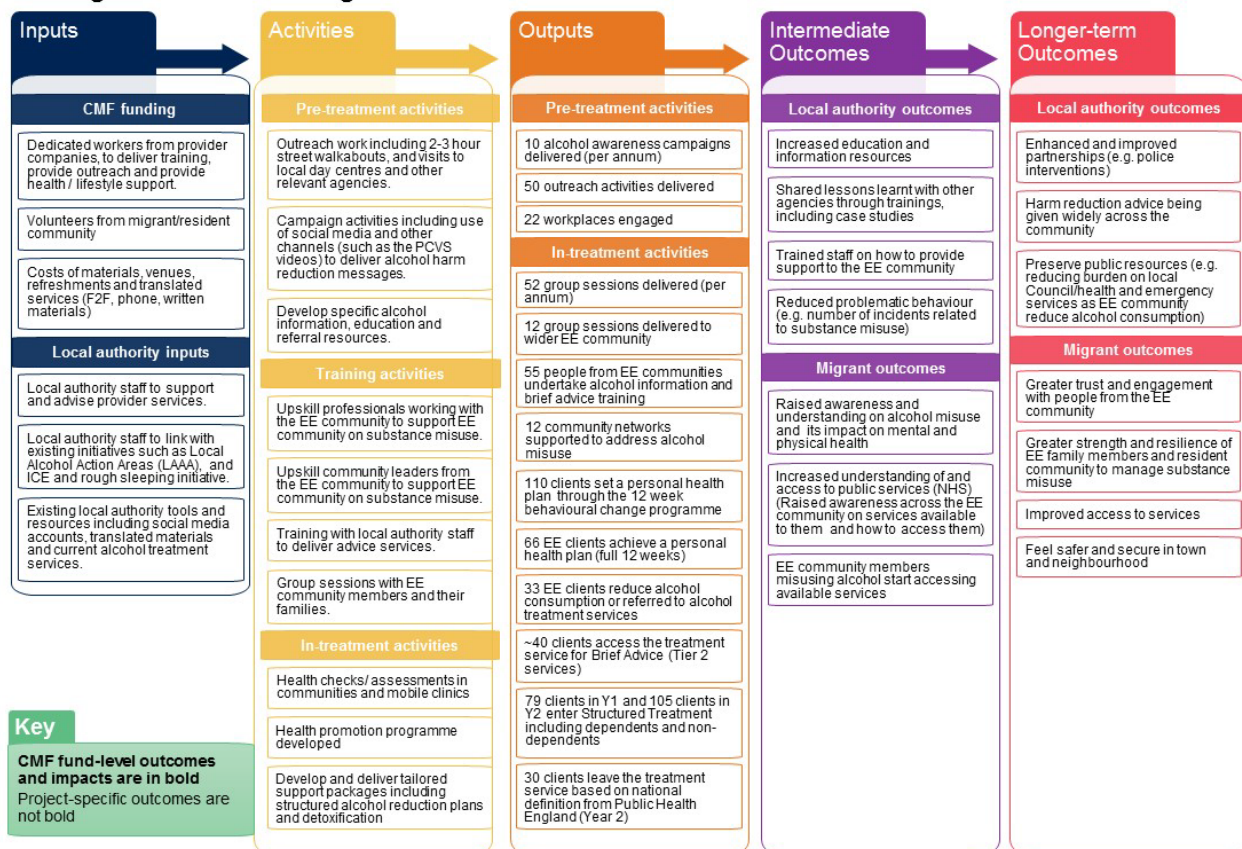 Inputs
CMF funding
Dedicated workers from provider
companies, to deliver training,
provide outreach and provide
health / lifestyle support.
Volunteers from migrant/resident
community
Costs of materials, venues,
refreshments and translated
services (F2F, phone, written
materials)
Local authority inputs
Local authority staff to support
and advise provider services.
Local authority staff to link with
existing initiatives such as Local
Alcohol Action Areas (LAAA), and
ICE and rough sleeping initiative.
Existing local authority tools and
resources including social media
accounts, translated materials
and current alcohol treatment
services.
Key
CMF fund-level outcomes
and impacts are in bold
Project-specific outcomes are
not bold
Activities
Pre-treatment activities
Outreach work including 2-3 hour
street walkabouts, and visits to
local day centres and other
relevant agencies.
Campaign activities including use
of social media and other
channels (such as the PCVS
videos) to deliver alcohol harm
reduction messages.
Develop specific alcohol
information, education and
referral resources.
Training activities
Upskill professionals working with
the EE community to support EE
community on substance misuse.
Upskill community leaders from
the EE community to support EE
community on substance misuse.
Training with local authority staff
to deliver advice services.
Group sessions with EE
community members and their
families.
In-treatment activities
Health checks/ assessments in
communities and mobile clinics
Health promotion programme
developed
Develop and deliver tailored
support packages including
structured alcohol reduction plans
and detoxification
Outputs
Pre-treatment activities
10 alcohol awareness campaigns
delivered (per annum)
50 outreach activities delivered
22 workplaces engaged
In-treatment activities
52 group sessions delivered (per
annum)
12 group sessions delivered to
wider EE community
55 people from EE communities
undertake alcohol information and
brief advice training
12 community networks
supported to address alcohol
misuse
110 clients set a personal health
plan through the 12 week
behavioural change programme
66 EE clients achieve a personal
health plan (full 12 weeks)
33 EE clients reduce alcohol
consumption or referred to alcohol
treatment services
~40 clients access the treatment
service for Brief Advice (Tier 2
services)
79 clients in Y1 and 105 clients in
Y2 enter Structured Treatment
including dependents and non-
dependents
30 clients leave the treatment
service based on national
definition from Public Health
England (Year 2)
Intermediate
Outcomes
Local authority outcomes
Increased education and
information resources
Shared lessons learnt with other
agencies through trainings,
including case studies
Trained staff on how to provide
support to the EE community
Reduced problematic behaviour
(e.g. number of incidents related
to substance misuse)
Migrant outcomes
Raised awareness and
understanding on alcohol misuse
and its impact on mental and
physical health
Increased understanding of and
access to public services (NHS)
(Raised awareness across the EE
community on services available
to them and how to access them)
EE community members
misusing alcohol start accessing
available services
Longer-term
Outcomes
Local authority outcomes
Enhanced and improved
partnerships (e.g. police
interventions)
Harm reduction advice being
given widely across the
community
Preserve public resources (e.g.
reducing burden on local
Council/health and emergency
services as EE community
reduce alcohol consumption)
Migrant outcomes
Greater trust and engagement
with people from the EE
community
Greater strength and resilience of
EE family members and resident
community to manage substance
misuse
Improved access to services
Feel safer and secure in town
and neighbourhood